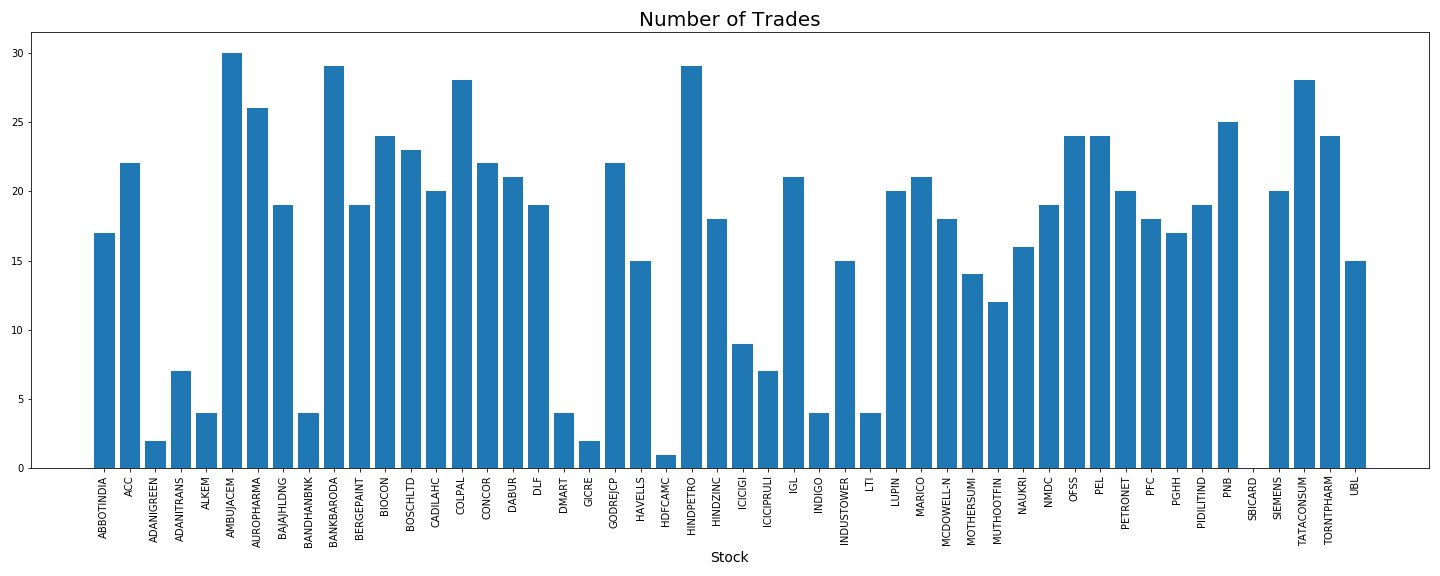 Number of Trades
30
25
20
15
10
5
0
ABBOTINDIA
ACC
ADANIGREEN
ADANITRANS
ALKEM
AMBUJACEM
AUROPHARMA
BAJAJHLDNG
BANDHANBNK
BANKBARODA
BERGEPAINT
BIOCON
BOSCHLTD
CADILAHC
COLPAL
CONCOR
DABUR
DLF
DMART
GICRE
GODREJCP
HAVELLS
HDFCAMC
HINDPETRO
HINDZINC
ICICIGI
ICICIPRULI
IGL
INDIGO
INDUSTOWER
LTI
LUPIN
MARICO
MCDOWELL-N
MOTHERSUMI
MUTHOOTFIN
NAUKRI
NMDC
OFSS
PEL
PETRONET
PFC
PGHH
PIDILITIND
PNB
SBICARD
SIEMENS
TATACONSUM
TORNTPHARM
UBL
Stock